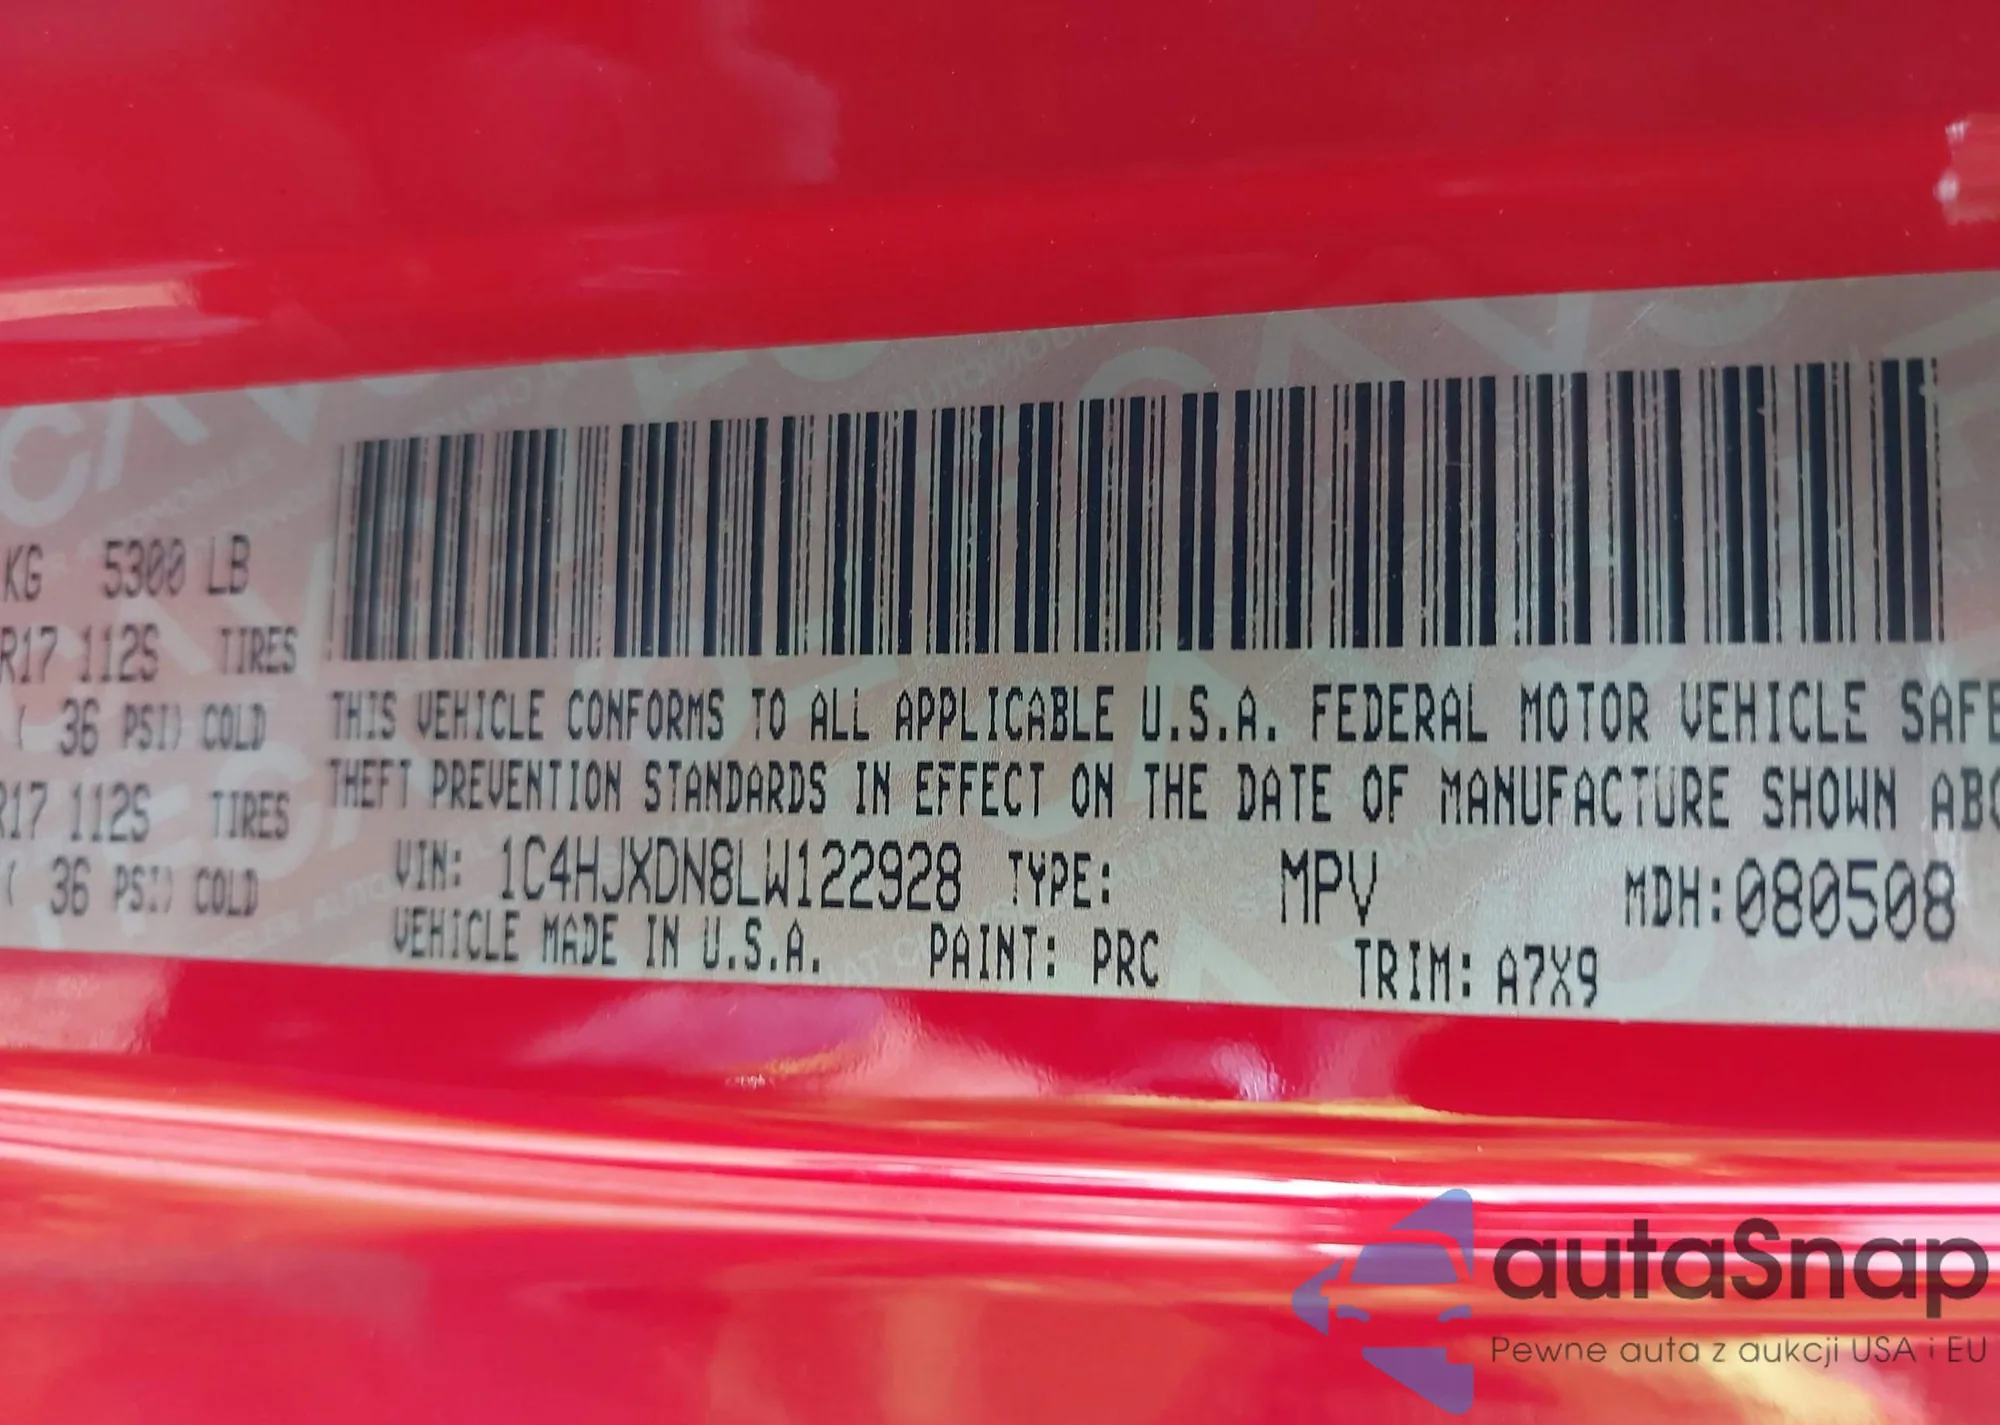 KG 5300 LB
R17 112S TIRES
( 36 PSI) COLD
R17 112S TIRES
( 36 PSI) COLD
THIS VEHICLE CONFORMS TO ALL APPLICABLE U.S.A. FEDERAL MOTOR VEHICLE SAFE
THEFT PREVENTION STANDARDS IN EFFECT ON THE DATE OF MANUFACTURE SHOWN ABO
VIN: 1C4HJXDN8LW122928 TYPE: MPV MDH:080508
VEHICLE MADE IN U.S.A. PAINT: PRC TRIM: A7X9
autaSnap
Pewne auta z aukcji USA i EU